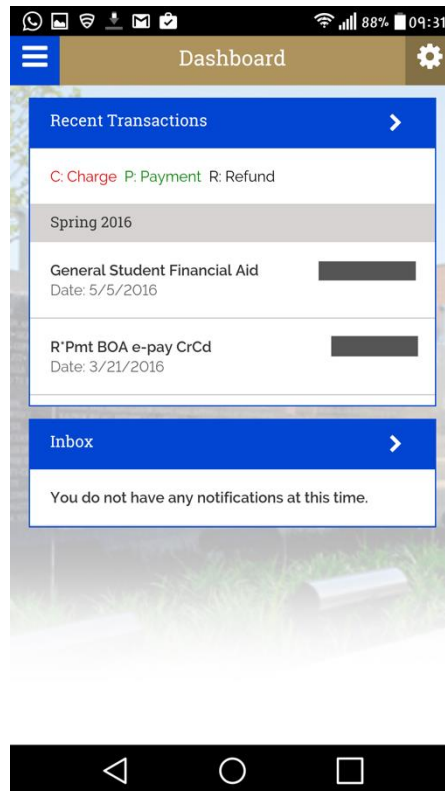 88% 09:31
Dashboard
Recent Transactions
C: Charge P: Payment R: Refund
Spring 2016
General Student Financial Aid
Date: 5/5/2016
R*Pmt BOA e-pay CrCd
Date: 3/21/2016
Inbox
You do not have any notifications at this time.